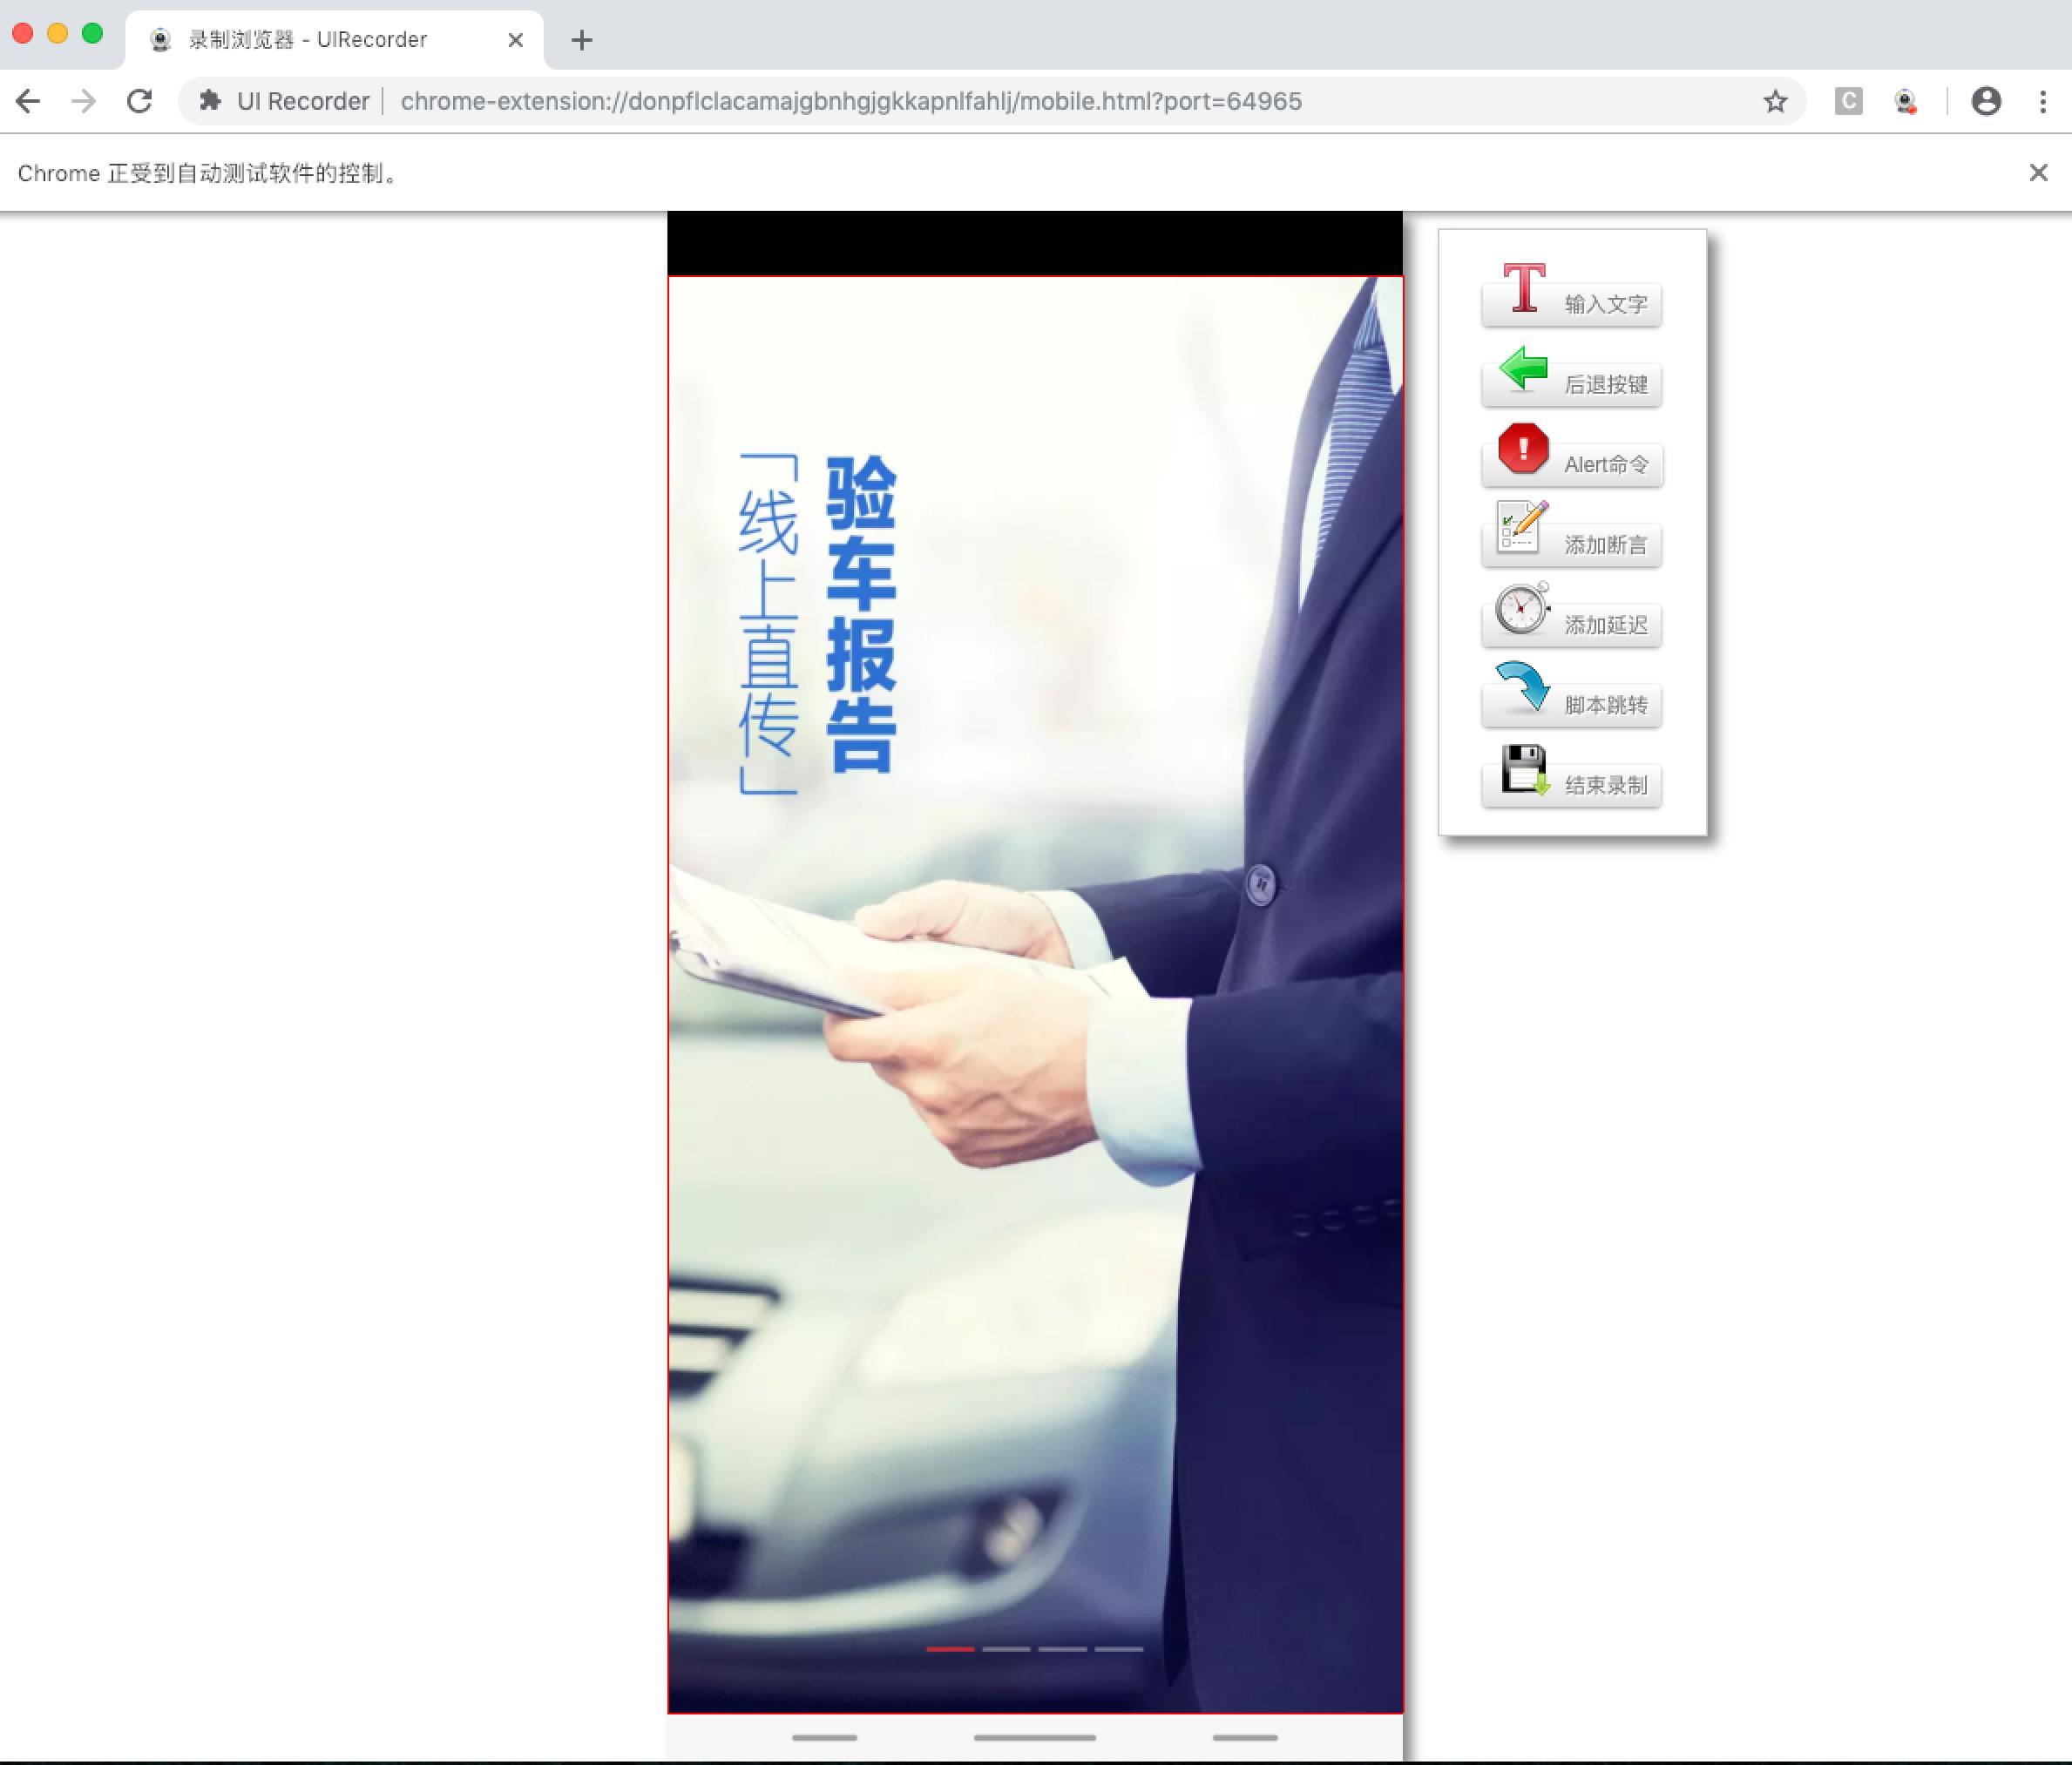 录制浏览器 - UIRecorder
UI Recorder
chrome-extension://donpflclacamajgbnhgjgkkapnlfahlj/mobile.html?port=64965
C
Chrome 正受到自动测试软件的控制。
验车报告
「线上直传」
输入文字
后退按键
Alert命令
添加断言
添加延迟
脚本跳转
结束录制